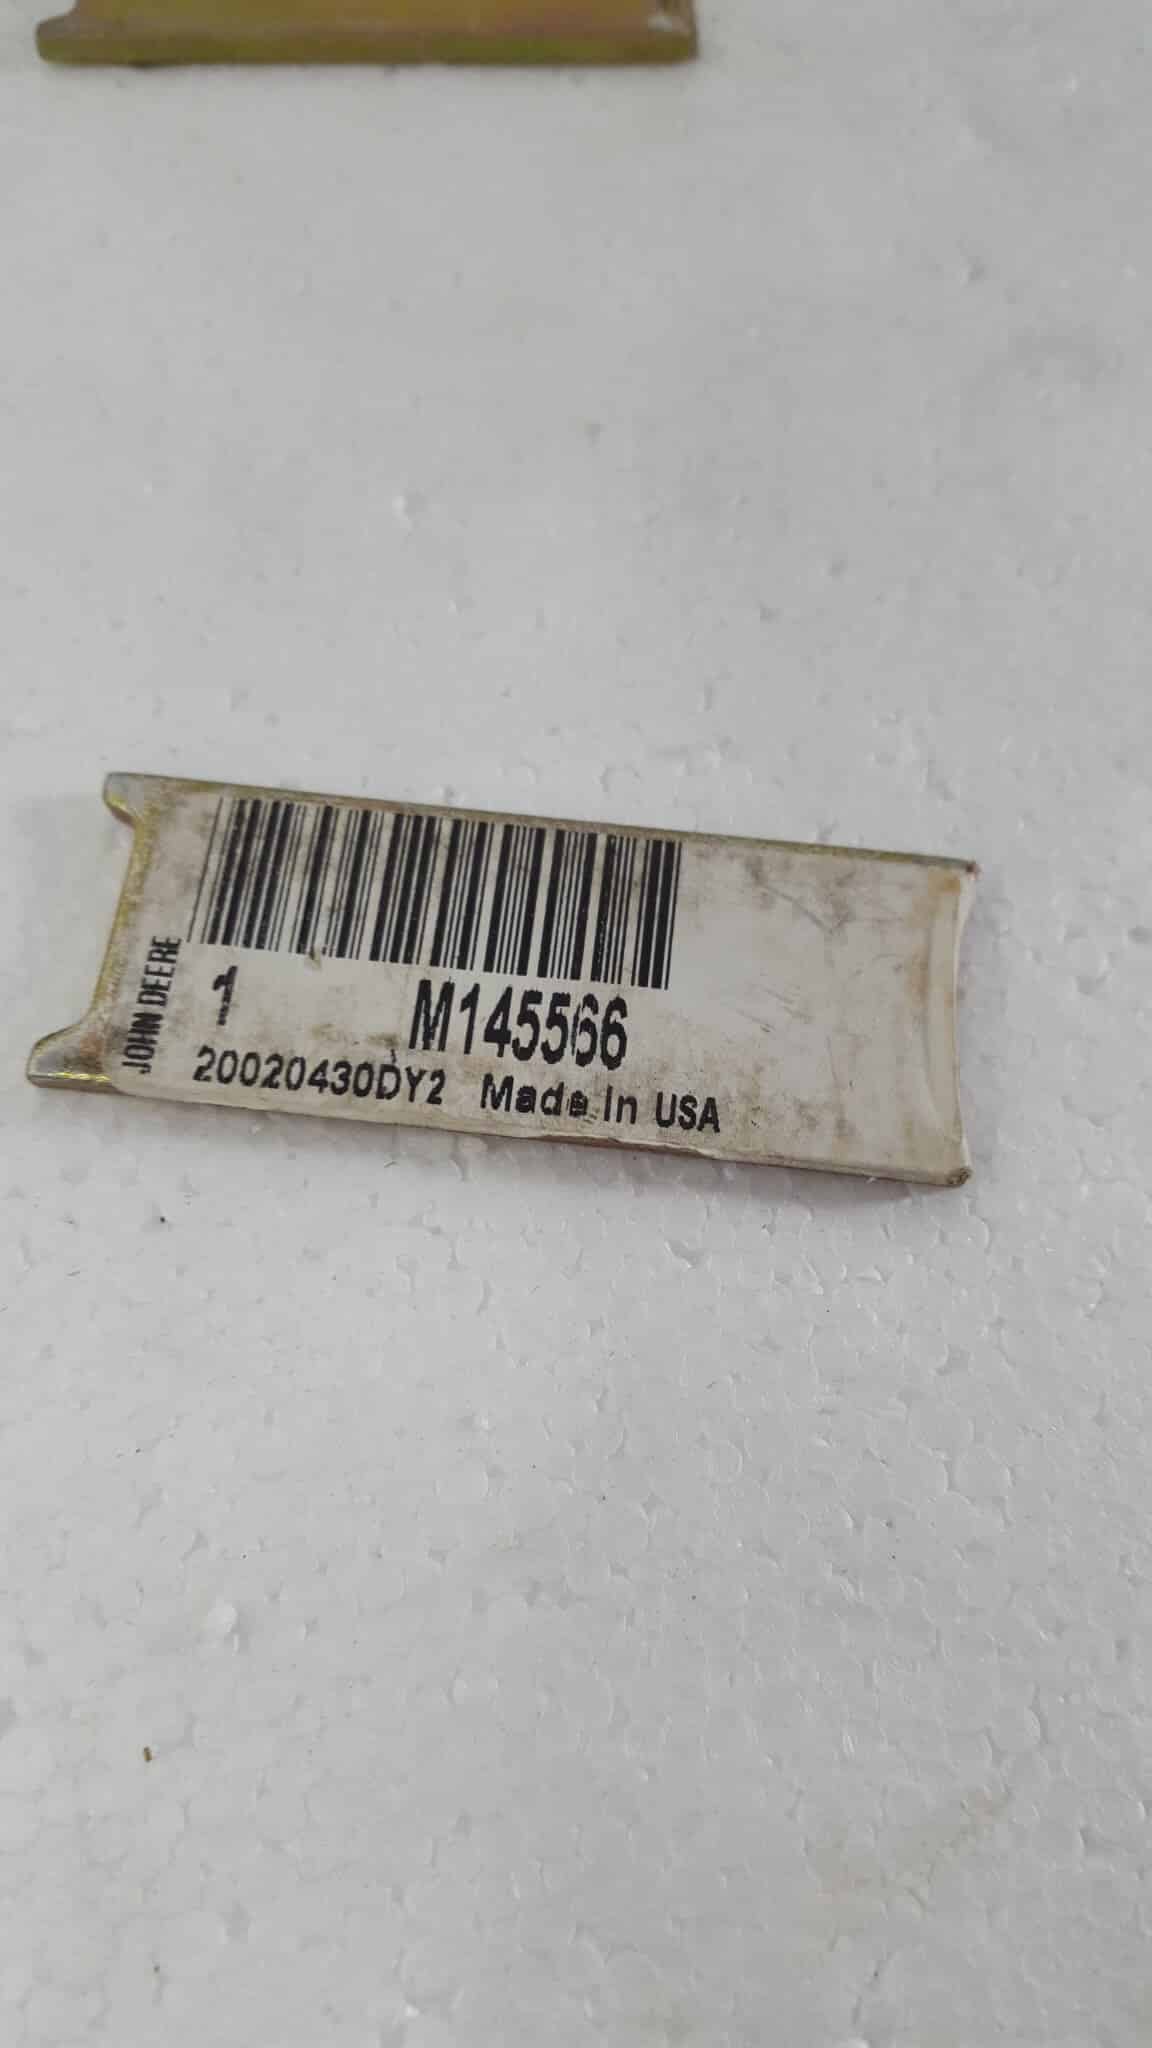 JOHN DEERE
1
M145566
20020430DY2 Made In USA